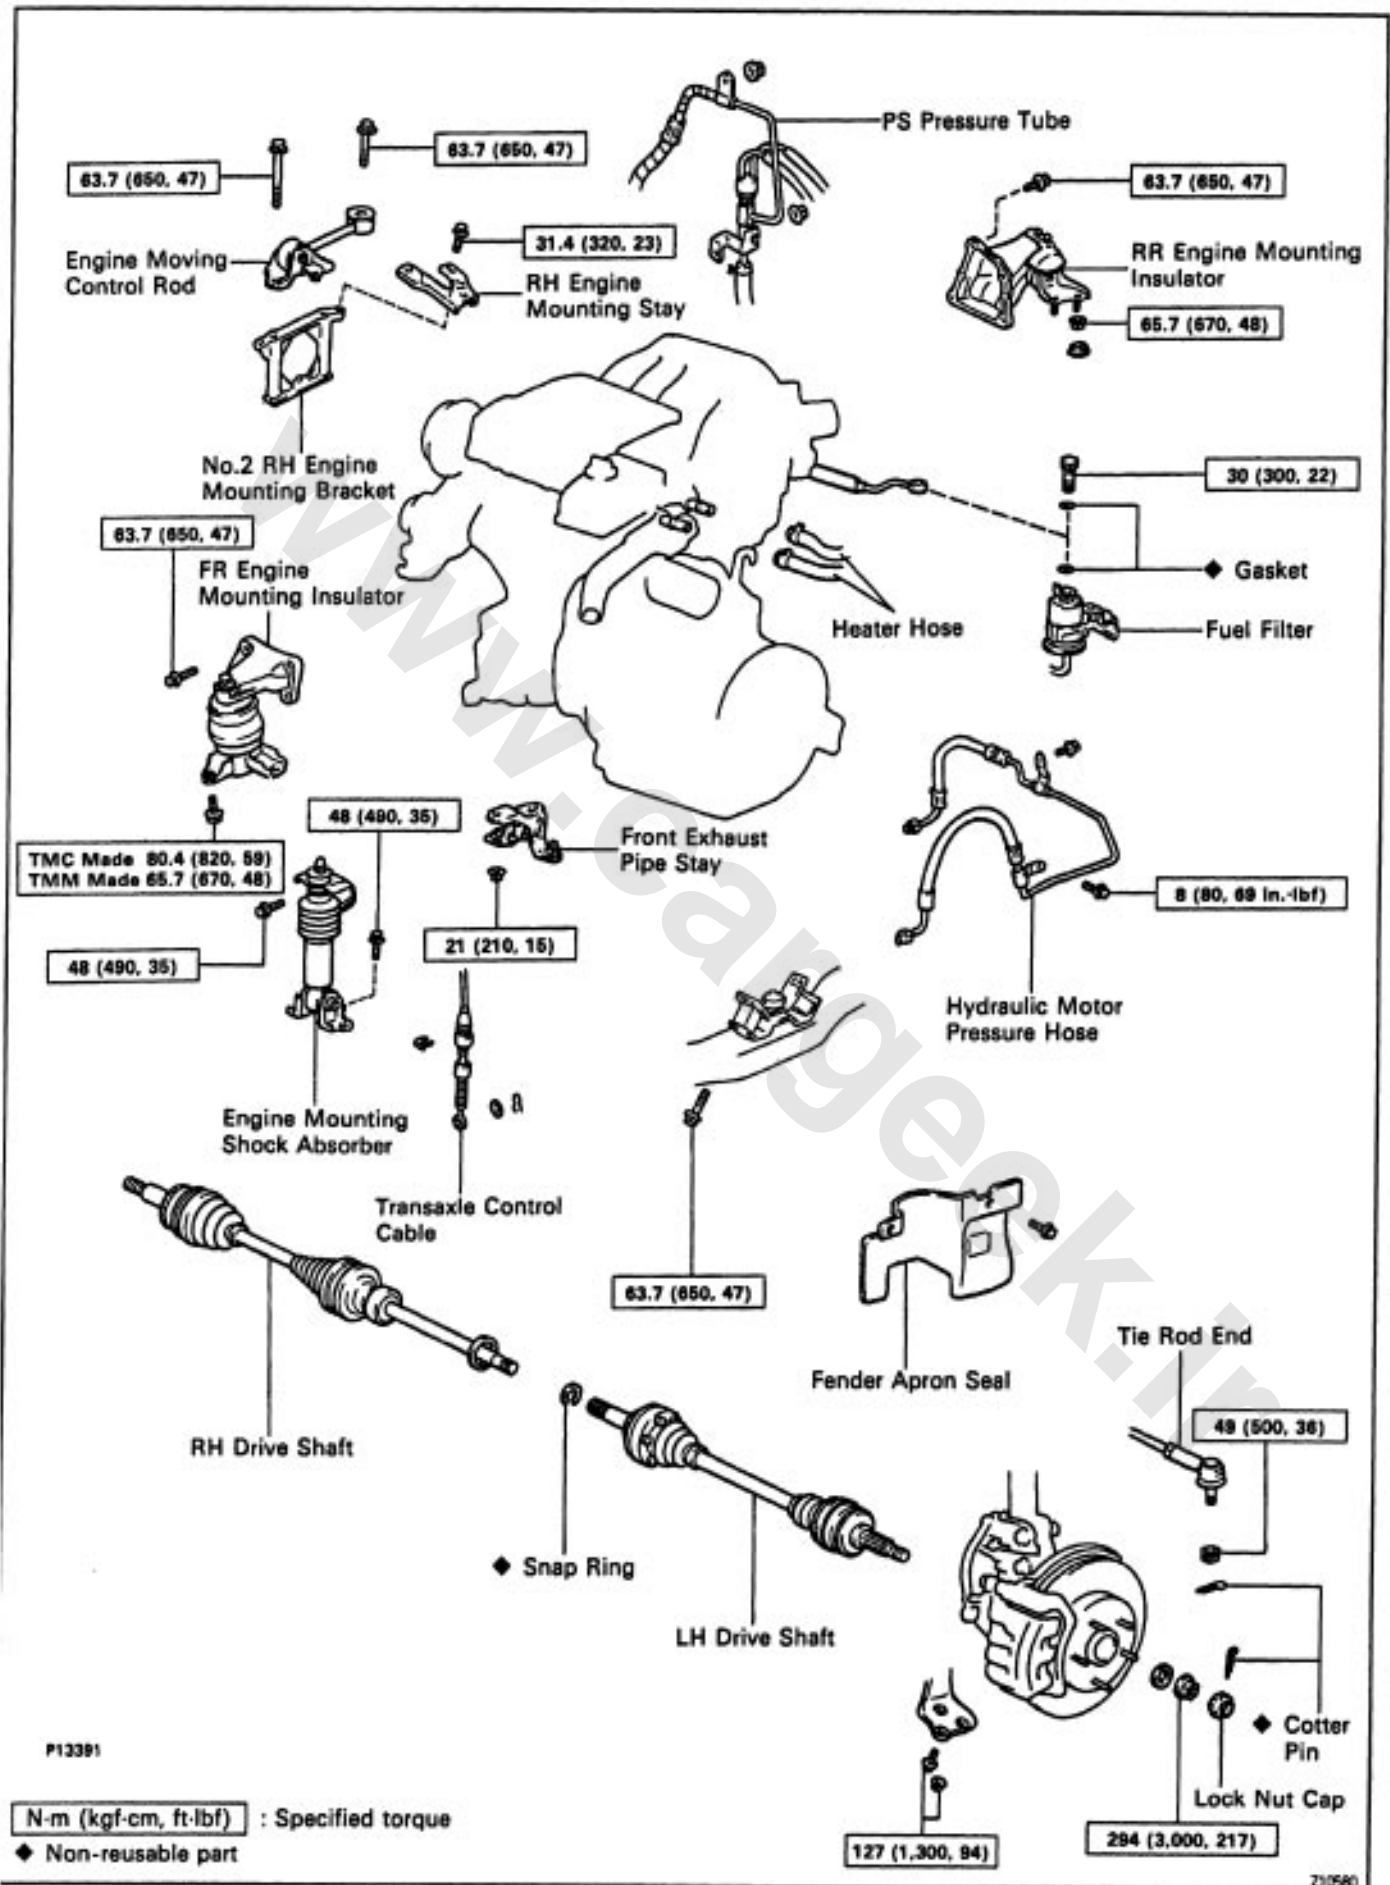 PS Pressure Tube
63.7 (650, 47)
63.7 (650, 47)
63.7 (650, 47)
31.4 (320, 23)
Engine Moving
Control Rod
RH Engine
Mounting Stay
RR Engine Mounting
Insulator
65.7 (670, 48)
No.2 RH Engine
Mounting Bracket
30 (300, 22)
63.7 (650, 47)
FR Engine
Mounting Insulator
◆ Gasket
Heater Hose
Fuel Filter
48 (490, 35)
Front Exhaust
Pipe Stay
TMC Made 80.4 (820, 59)
TMM Made 65.7 (670, 48)
8 (80, 69 in.-lbf)
21 (210, 15)
48 (490, 35)
Hydraulic Motor
Pressure Hose
Engine Mounting
Shock Absorber
Transaxle Control
Cable
63.7 (650, 47)
Tie Rod End
Fender Apron Seal
49 (500, 36)
RH Drive Shaft
◆ Snap Ring
LH Drive Shaft
◆ Cotter
Pin
P13391
Lock Nut Cap
N·m (kgf·cm, ft·lbf) : Specified torque
294 (3,000, 217)
127 (1,300, 94)
◆ Non-reusable part
Z10580
www.cargeek.ir